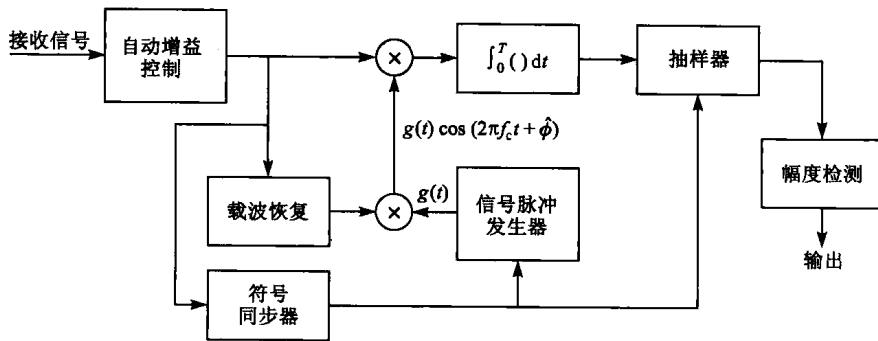 接收信号
自动增益
控制
×
∫₀ᵀ( )dt
抽样器
g(t) cos (2πf_c t + φ̂)
幅度检测
载波恢复
×
g(t)
信号脉冲
发生器
输出
符号
同步器